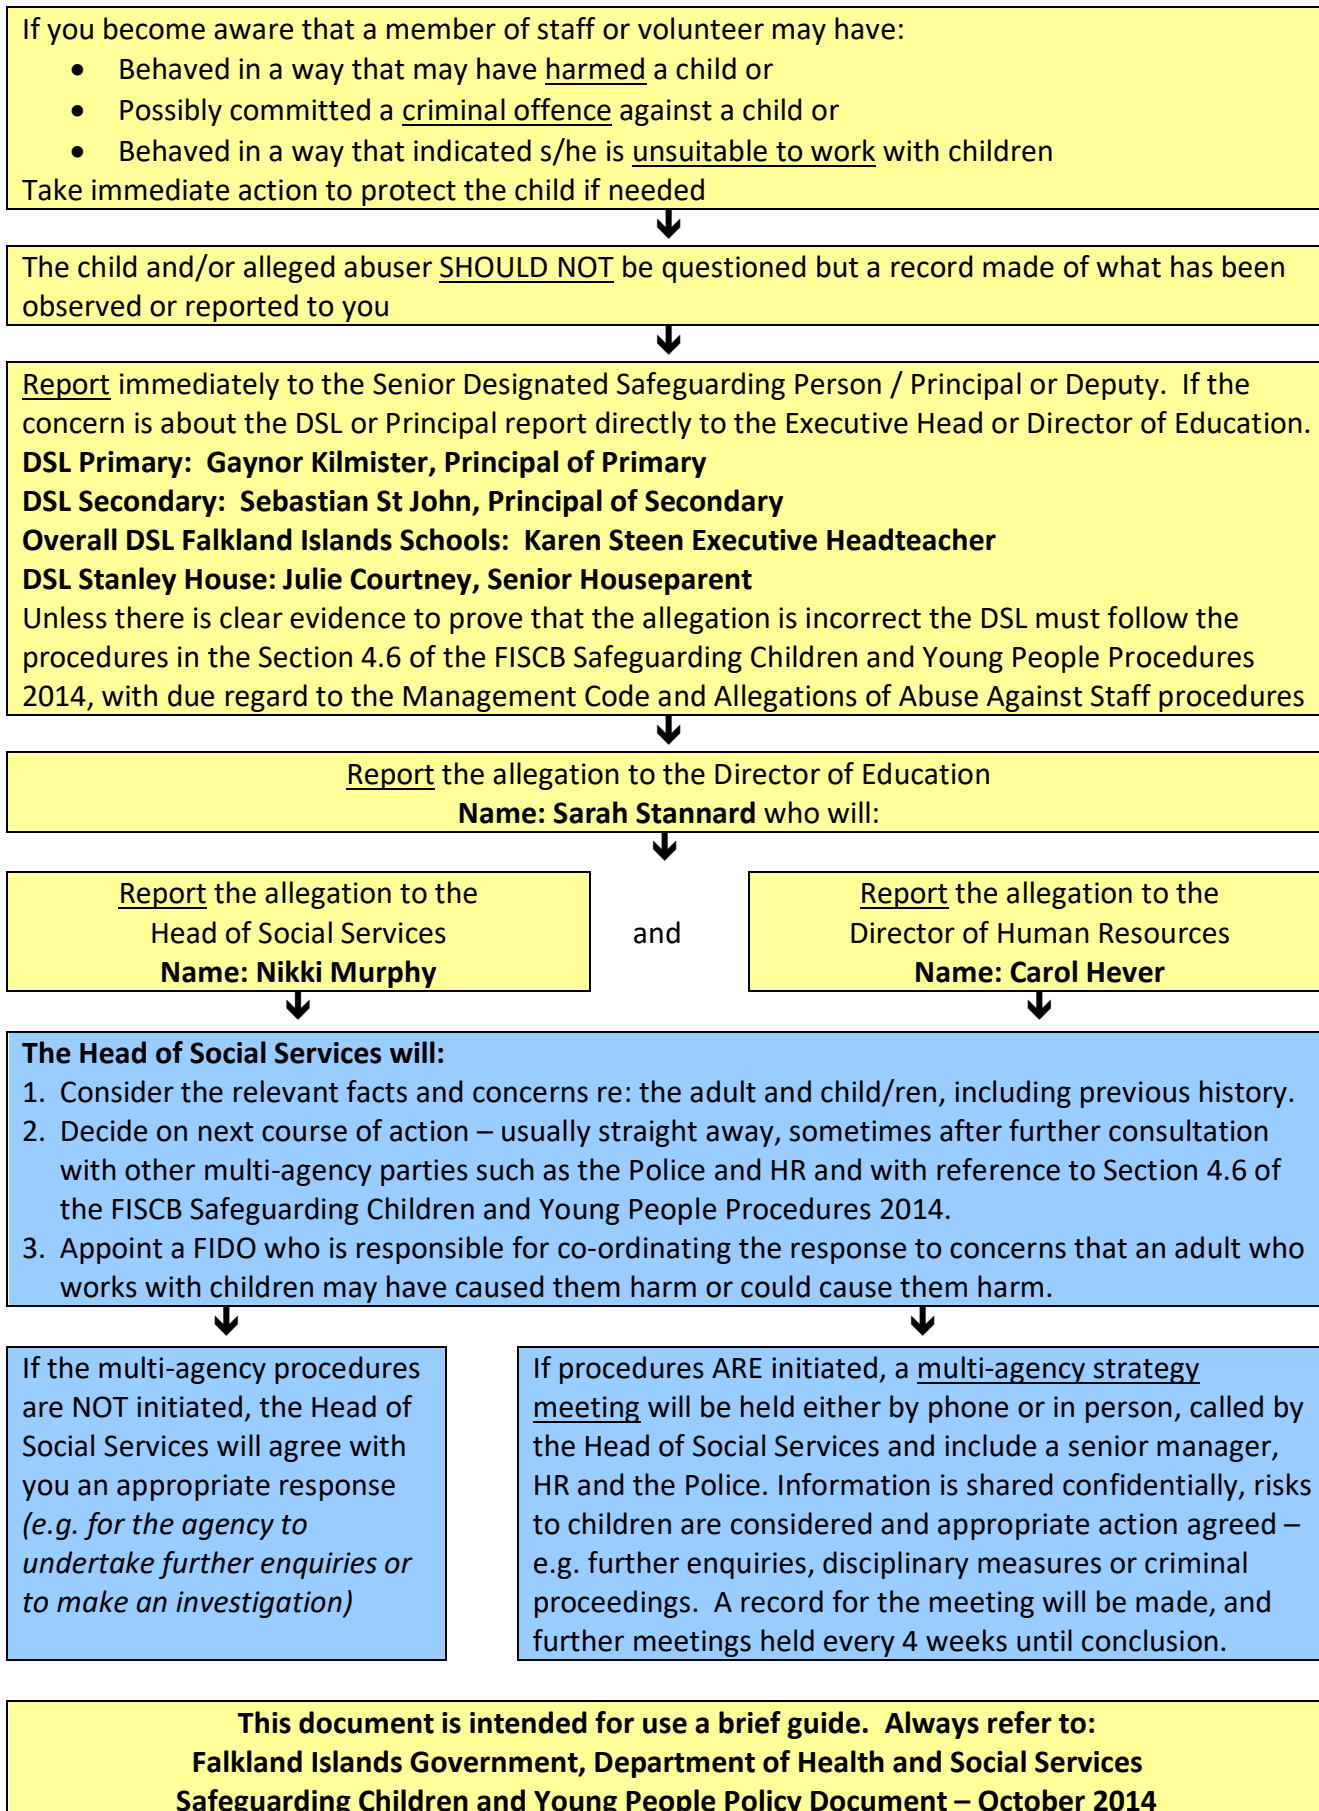 If you become aware that a member of staff or volunteer may have:
• Behaved in a way that may have harmed a child or
• Possibly committed a criminal offence against a child or
• Behaved in a way that indicated s/he is unsuitable to work with children
Take immediate action to protect the child if needed
The child and/or alleged abuser SHOULD NOT be questioned but a record made of what has been
observed or reported to you
Report immediately to the Senior Designated Safeguarding Person / Principal or Deputy. If the
concern is about the DSL or Principal report directly to the Executive Head or Director of Education.
DSL Primary: Gaynor Kilmister, Principal of Primary
DSL Secondary: Sebastian St John, Principal of Secondary
Overall DSL Falkland Islands Schools: Karen Steen Executive Headteacher
DSL Stanley House: Julie Courtney, Senior Houseparent
Unless there is clear evidence to prove that the allegation is incorrect the DSL must follow the
procedures in the Section 4.6 of the FISCB Safeguarding Children and Young People Procedures
2014, with due regard to the Management Code and Allegations of Abuse Against Staff procedures
Report the allegation to the Director of Education
Name: Sarah Stannard who will:
Report the allegation to the
Head of Social Services
Name: Nikki Murphy
and
Report the allegation to the
Director of Human Resources
Name: Carol Hever
The Head of Social Services will:
1. Consider the relevant facts and concerns re: the adult and child/ren, including previous history.
2. Decide on next course of action – usually straight away, sometimes after further consultation
with other multi-agency parties such as the Police and HR and with reference to Section 4.6 of
the FISCB Safeguarding Children and Young People Procedures 2014.
3. Appoint a FIDO who is responsible for co-ordinating the response to concerns that an adult who
works with children may have caused them harm or could cause them harm.
If the multi-agency procedures
are NOT initiated, the Head of
Social Services will agree with
you an appropriate response
(e.g. for the agency to
undertake further enquiries or
to make an investigation)
If procedures ARE initiated, a multi-agency strategy
meeting will be held either by phone or in person, called by
the Head of Social Services and include a senior manager,
HR and the Police. Information is shared confidentially, risks
to children are considered and appropriate action agreed –
e.g. further enquiries, disciplinary measures or criminal
proceedings. A record for the meeting will be made, and
further meetings held every 4 weeks until conclusion.
This document is intended for use a brief guide. Always refer to:
Falkland Islands Government, Department of Health and Social Services
Safeguarding Children and Young People Policy Document – October 2014